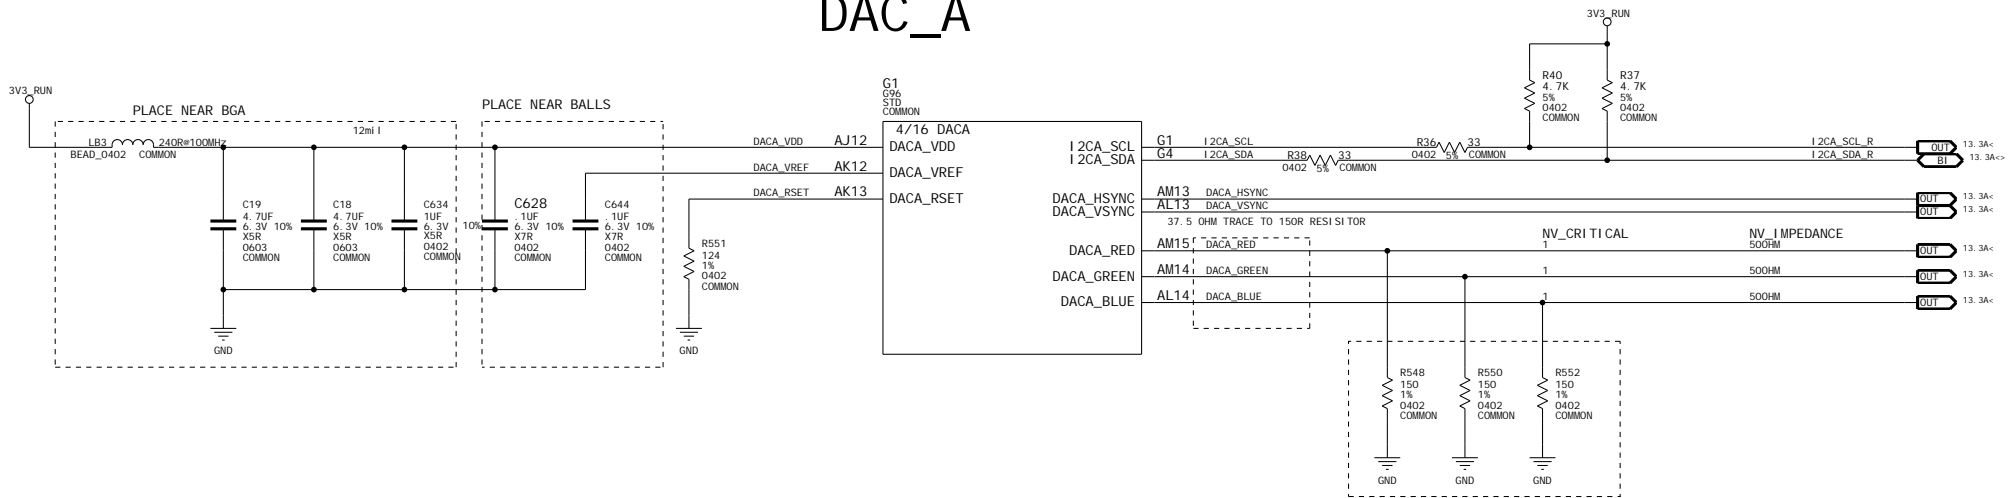 DAC_A
3V3_RUN
PLACE NEAR BGA
LB3
240R@100MHz
BEAD_0402 COMMON
12mil
C19
4.7UF
6.3V 10%
X5R
0603
COMMON
C18
4.7UF
6.3V 10%
X5R
0603
COMMON
C634
1UF
6.3V 10%
X5R
0402
COMMON
GND
PLACE NEAR BALLS
C628
.1UF
6.3V 10%
X7R
0402
COMMON
C644
.1UF
6.3V 10%
X7R
0402
COMMON
R551
124
1%
0402
COMMON
GND
DACA_VDD AJ12
DACA_VREF AK12
DACA_RSET AK13
G1
G96
STD
COMMON
4/16 DACA
DACA_VDD
DACA_VREF
DACA_RSET
I2CA_SCL
I2CA_SDA
DACA_HSYNC
DACA_VSYNC
DACA_RED
DACA_GREEN
DACA_BLUE
G1 I2CA_SCL
G4 I2CA_SDA
R36 33
0402 5% COMMON
R38 33
0402 5% COMMON
3V3_RUN
R40
4.7K
5%
0402
COMMON
R37
4.7K
5%
0402
COMMON
I2CA_SCL_R OUT 13.3A<
I2CA_SDA_R BI 13.3A<>
AM13 DACA_HSYNC OUT 13.3A<
AL13 DACA_VSYNC OUT 13.3A<
37.5 OHM TRACE TO 150R RESISITOR
NV_CRITICAL NV_IMPEDANCE
AM15 DACA_RED 1 50OHM OUT 13.3A<
AM14 DACA_GREEN 1 50OHM OUT 13.3A<
AL14 DACA_BLUE 1 50OHM OUT 13.3A<
R548
150
1%
0402
COMMON
GND
R550
150
1%
0402
COMMON
GND
R552
150
1%
0402
COMMON
GND